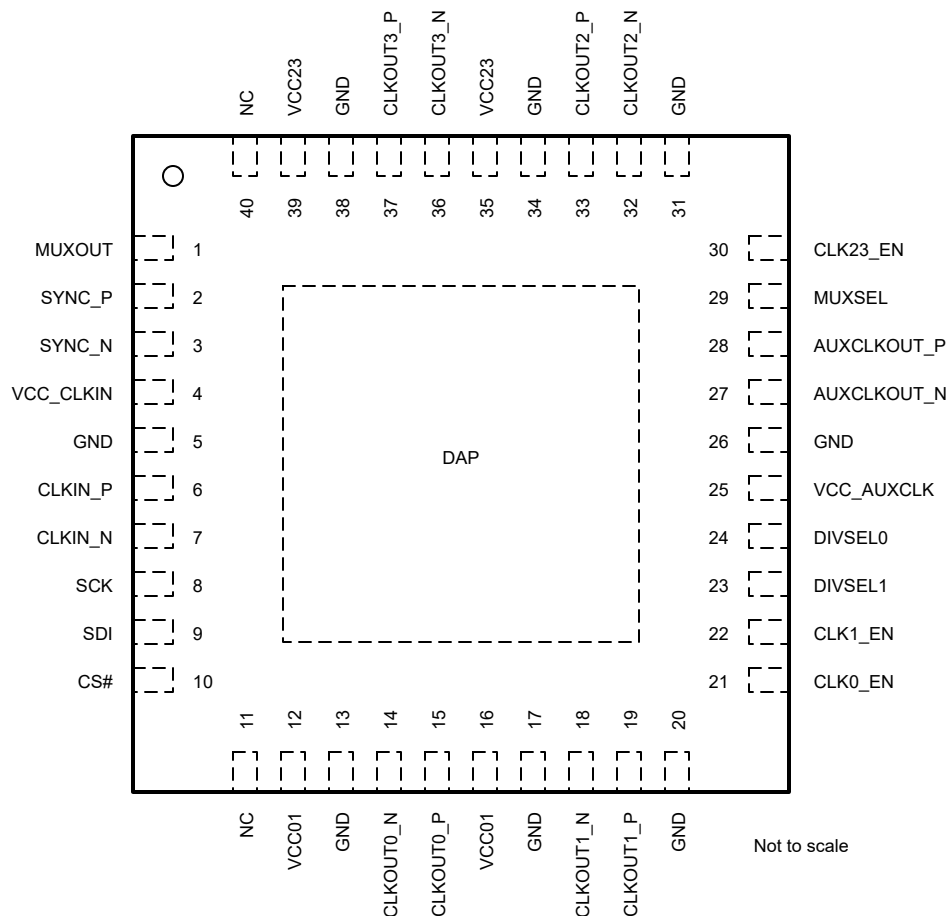 NC
VCC23
GND
CLKOUT3_P
CLKOUT3_N
VCC23
GND
CLKOUT2_P
CLKOUT2_N
GND
40
39
38
37
36
35
34
33
32
31
MUXOUT 1
SYNC_P 2
SYNC_N 3
VCC_CLKIN 4
GND 5
CLKIN_P 6
CLKIN_N 7
SCK 8
SDI 9
CS# 10
DAP
30 CLK23_EN
29 MUXSEL
28 AUXCLKOUT_P
27 AUXCLKOUT_N
26 GND
25 VCC_AUXCLK
24 DIVSEL0
23 DIVSEL1
22 CLK1_EN
21 CLK0_EN
11
12
13
14
15
16
17
18
19
20
NC
VCC01
GND
CLKOUT0_N
CLKOUT0_P
VCC01
GND
CLKOUT1_N
CLKOUT1_P
GND
Not to scale